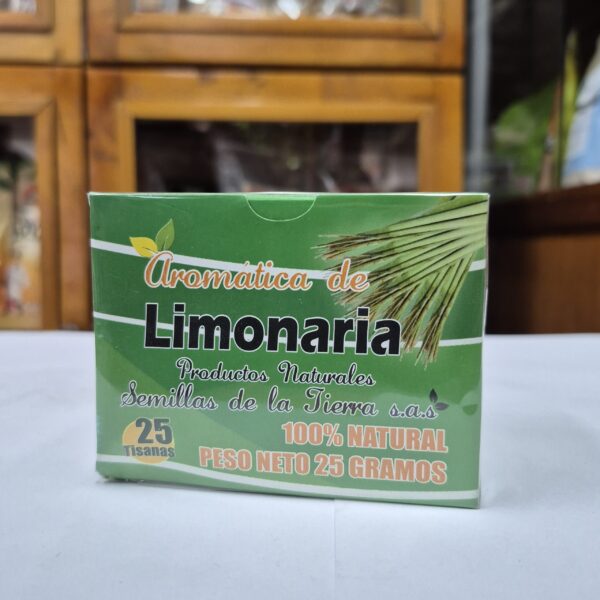 Aromática de
Limonaria
Productos Naturales
Semillas de la Tierra s.a.s
25
Tisanas
100% NATURAL
PESO NETO 25 GRAMOS